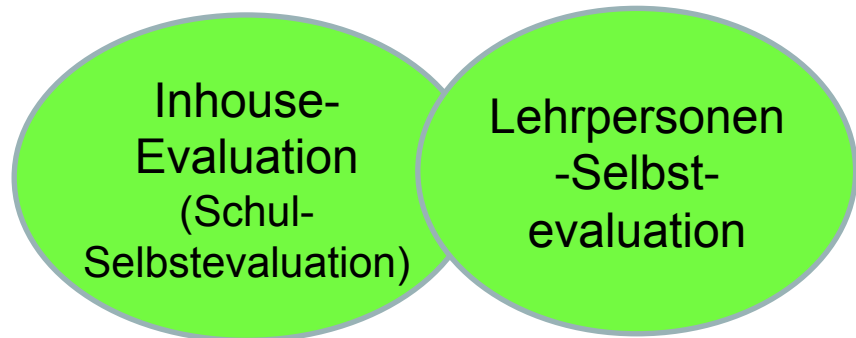 Inhouse-
Evaluation
(Schul-
Selbstevaluation)
Lehrpersonen
-Selbst-
evaluation